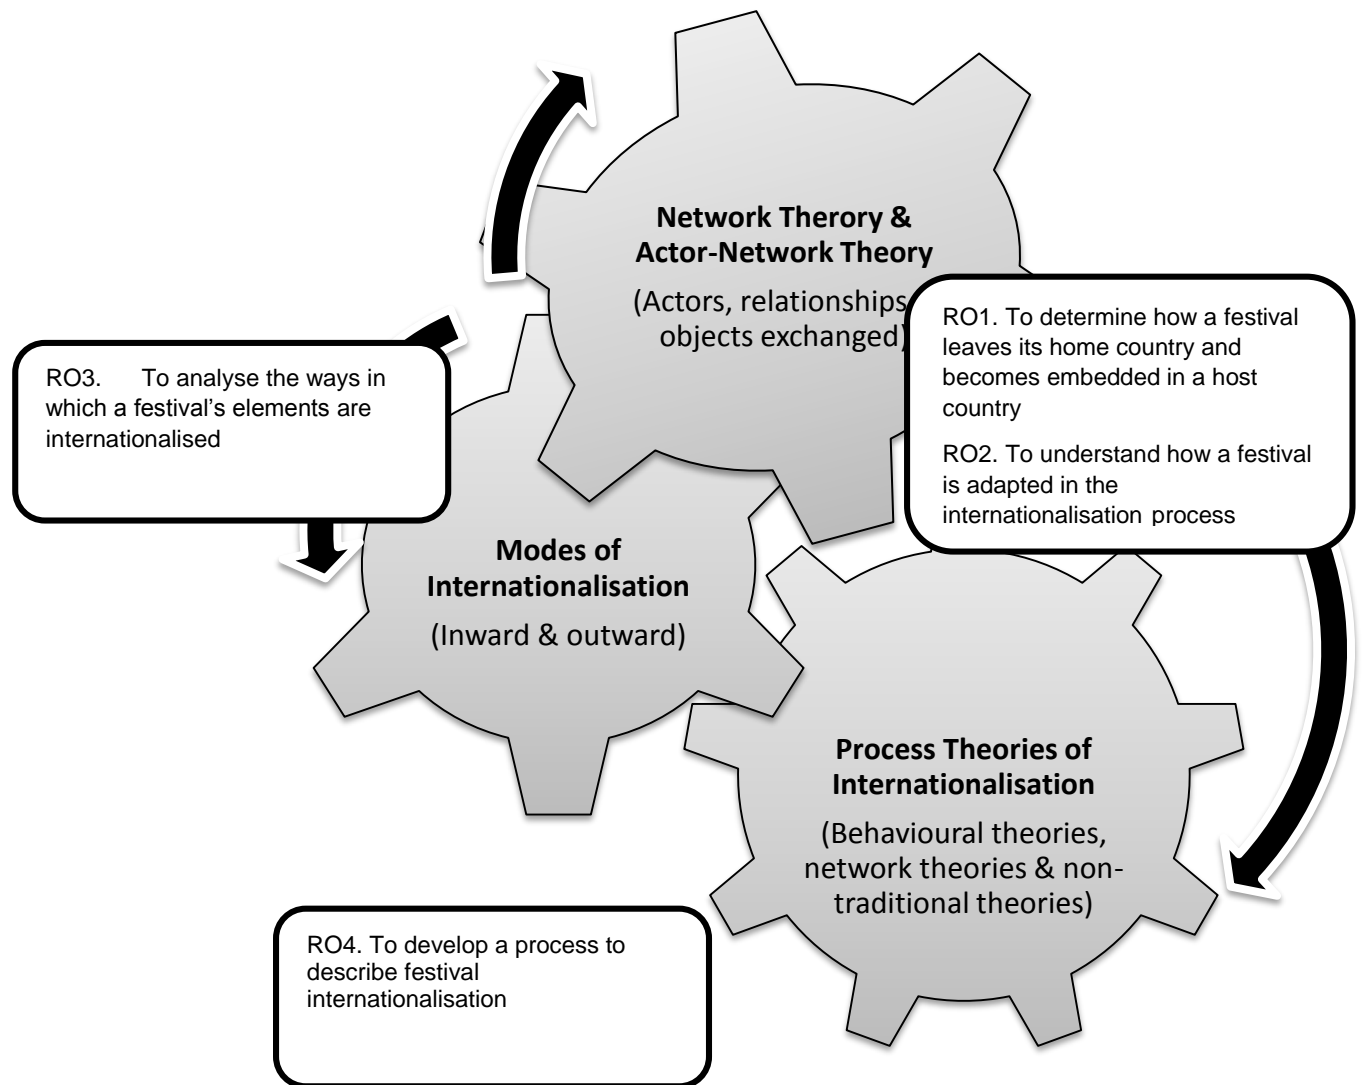 Network Therory &
Actor-Network Theory
(Actors, relationships
objects exchanged)
RO1. To determine how a festival
leaves its home country and
becomes embedded in a host
country
RO2. To understand how a festival
is adapted in the
internationalisation process
RO3. To analyse the ways in
which a festival’s elements are
internationalised
Modes of
Internationalisation
(Inward & outward)
Process Theories of
Internationalisation
(Behavioural theories,
network theories & non-
traditional theories)
RO4. To develop a process to
describe festival
internationalisation